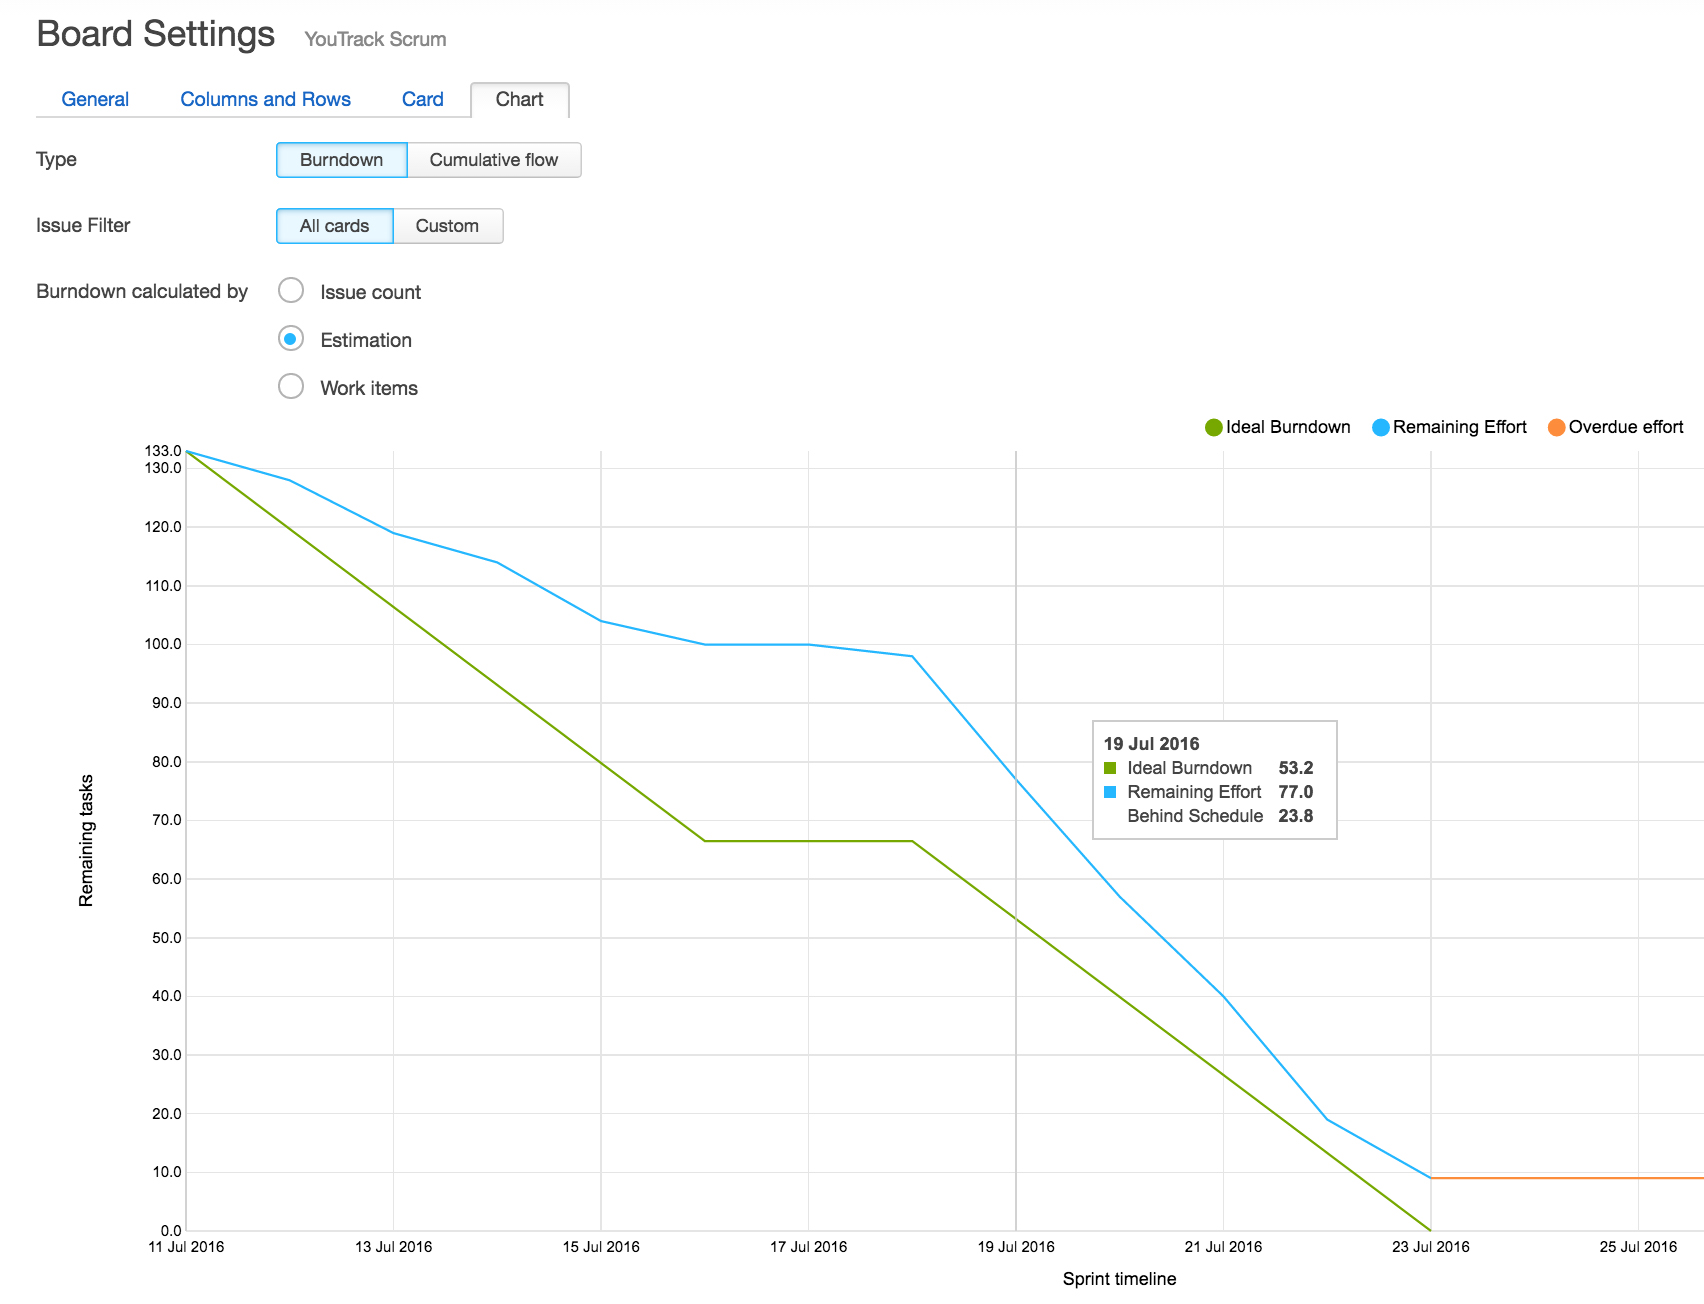 Board Settings YouTrack Scrum
General Columns and Rows Card Chart
Type Burndown Cumulative flow
Issue Filter All cards Custom
Burndown calculated by Issue count
Estimation
Work items
Ideal Burndown Remaining Effort Overdue effort
133.0
130.0
120.0
110.0
100.0
90.0
80.0
70.0
60.0
50.0
40.0
30.0
20.0
10.0
0.0
Remaining tasks
19 Jul 2016
Ideal Burndown 53.2
Remaining Effort 77.0
Behind Schedule 23.8
11 Jul 2016 13 Jul 2016 15 Jul 2016 17 Jul 2016 19 Jul 2016 21 Jul 2016 23 Jul 2016 25 Jul 2016
Sprint timeline